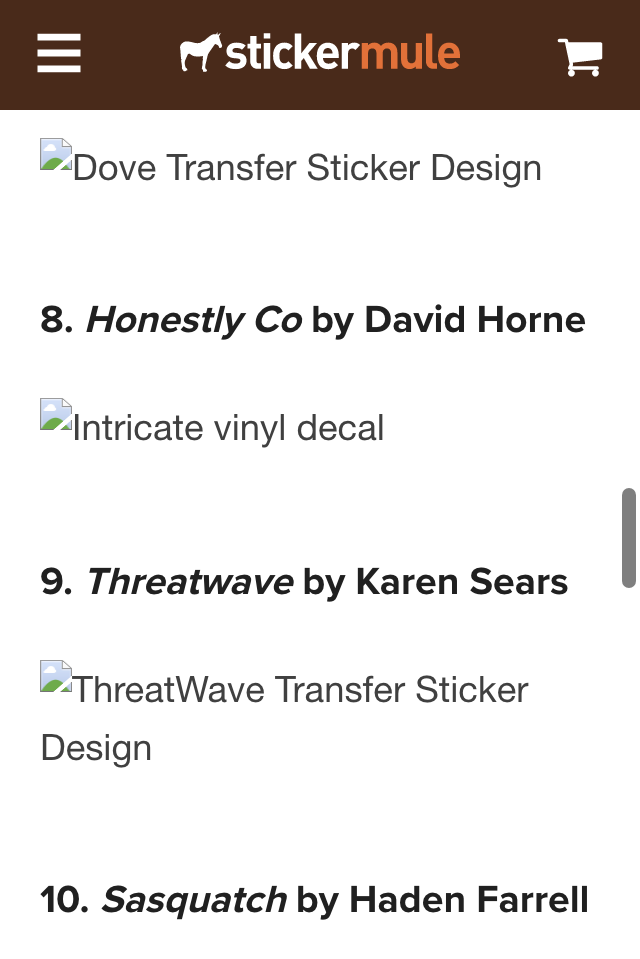 stickermule
Dove Transfer Sticker Design
8. Honestly Co by David Horne
Intricate vinyl decal
9. Threatwave by Karen Sears
ThreatWave Transfer Sticker
Design
10. Sasquatch by Haden Farrell